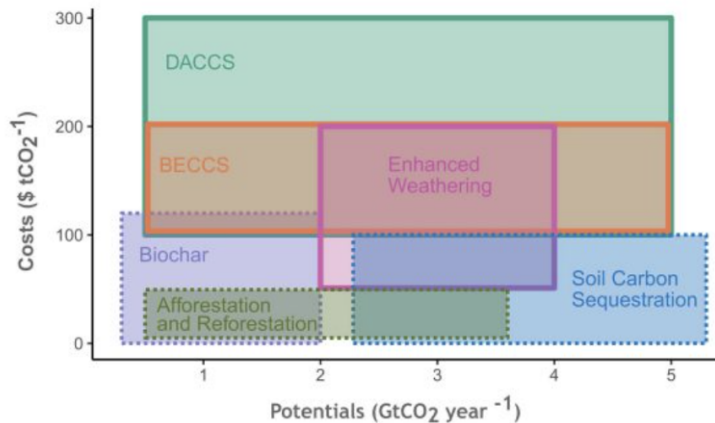 300
DACCS
200
BECCS
Enhanced
Weathering
Costs ($ tCO2-1)
100
Biochar
Soil Carbon
Sequestration
Afforestation
and Reforestation
0
1 2 3 4 5
Potentials (GtCO2 year -1)